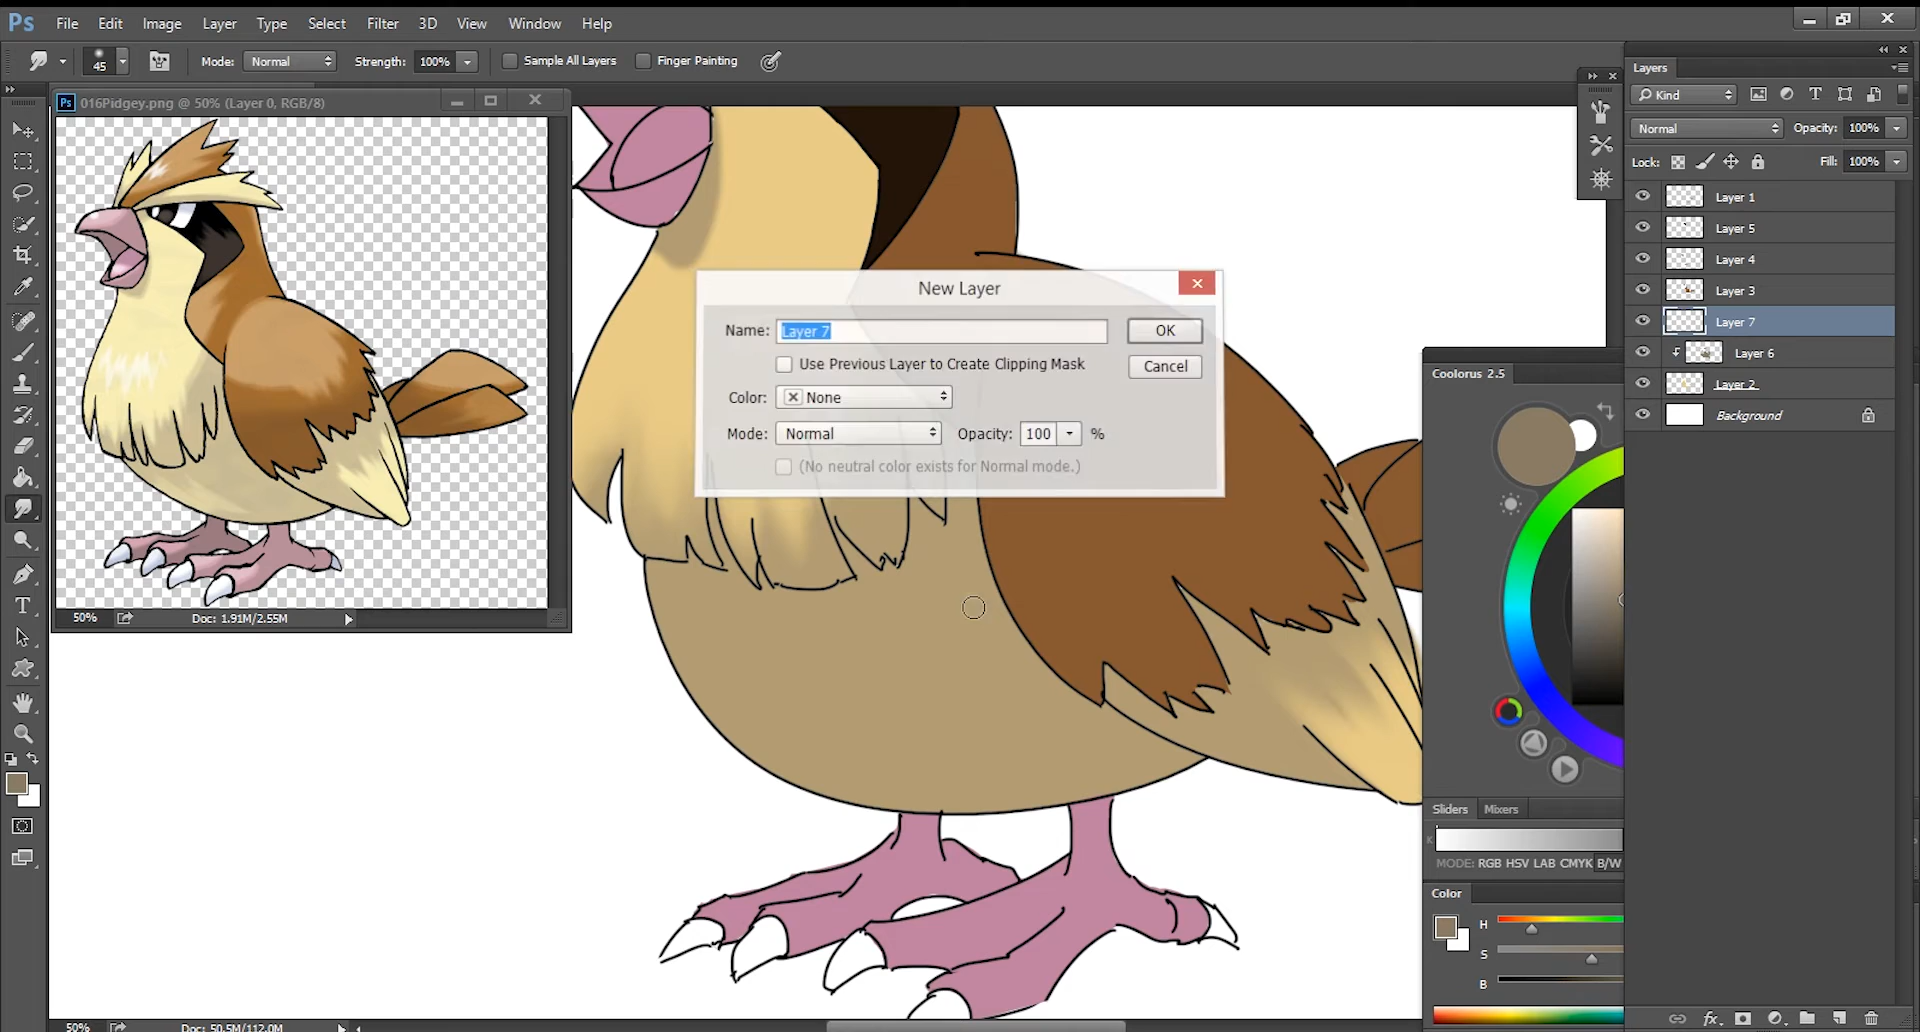 Ps File Edit Image Layer Type Select Filter 3D View Window Help
45 Mode: Normal Strength: 100% Sample All Layers Finger Painting
Ps 016Pidgey.png @ 50% (Layer 0, RGB/8)
50% Doc: 1.91M/2.55M
New Layer
Name: Layer 7 OK
Use Previous Layer to Create Clipping Mask Cancel
Color: None
Mode: Normal Opacity: 100 %
(No neutral color exists for Normal mode.)
Layers
Kind
Normal Opacity: 100%
Lock: Fill: 100%
Layer 1
Layer 5
Layer 4
Layer 3
Layer 7
Layer 6
Layer 2
Background
Coolorus 2.5
Sliders Mixers
K
MODE: RGB HSV LAB CMYK B/W
Color
H
S
B
fx
50% Doc: 50.5M/112.0M